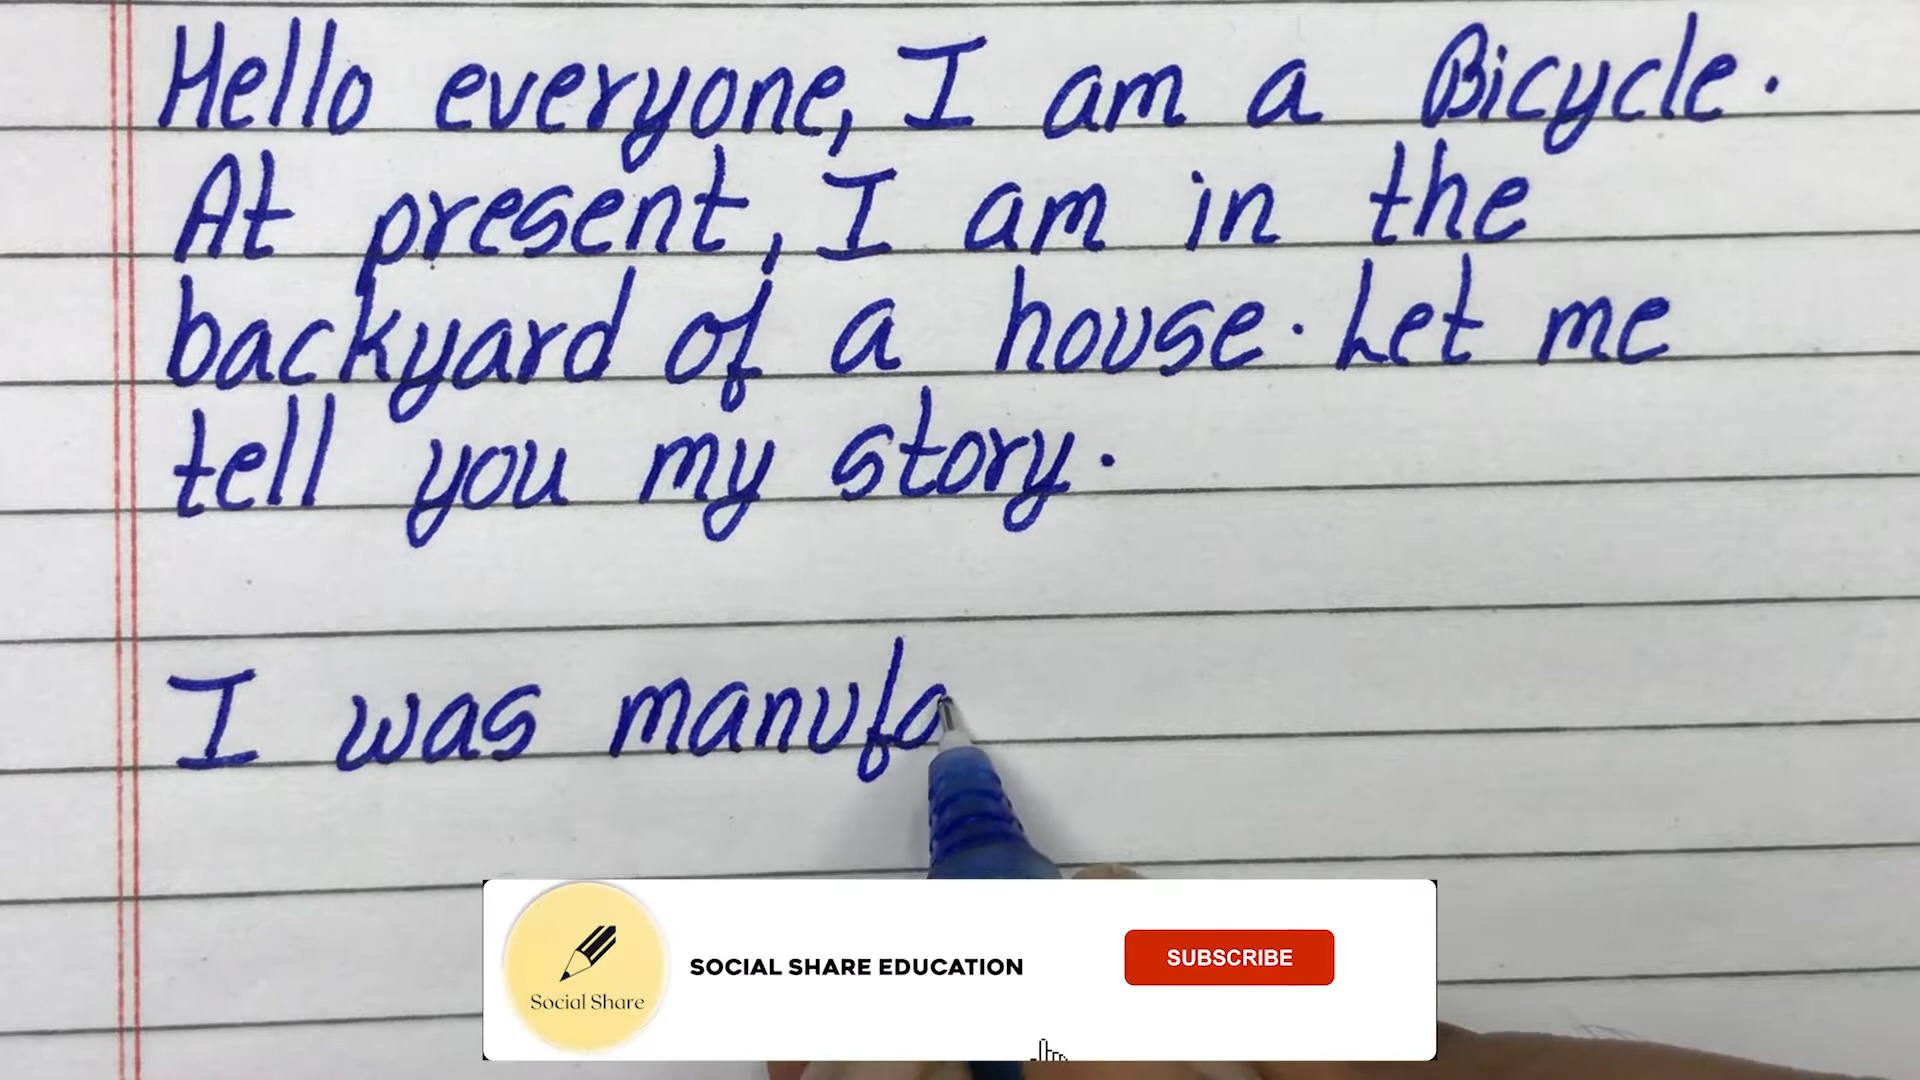 Hello everyone, I am a Bicycle.
At present, I am in the
backyard of a house. Let me
tell you my story.
I was manufa
Social Share
SOCIAL SHARE EDUCATION
SUBSCRIBE